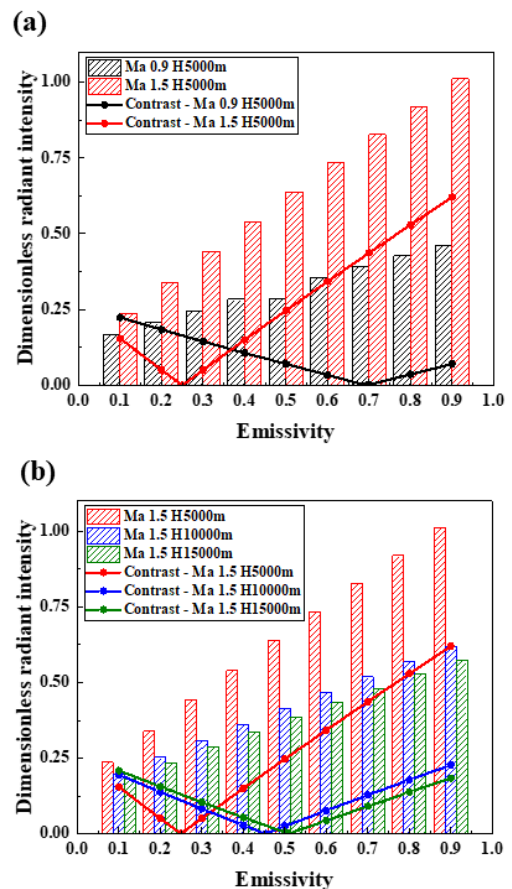 (a)
Ma 0.9 H5000m
Ma 1.5 H5000m
Contrast - Ma 0.9 H5000m
Contrast - Ma 1.5 H5000m
1.00
0.75
0.50
0.25
0.00
Dimensionless radiant intensity
0.0 0.1 0.2 0.3 0.4 0.5 0.6 0.7 0.8 0.9 1.0
Emissivity
(b)
Ma 1.5 H5000m
Ma 1.5 H10000m
Ma 1.5 H15000m
Contrast - Ma 1.5 H5000m
Contrast - Ma 1.5 H10000m
Contrast - Ma 1.5 H15000m
1.00
0.75
0.50
0.25
0.00
Dimensionless radiant intensity
0.0 0.1 0.2 0.3 0.4 0.5 0.6 0.7 0.8 0.9 1.0
Emissivity